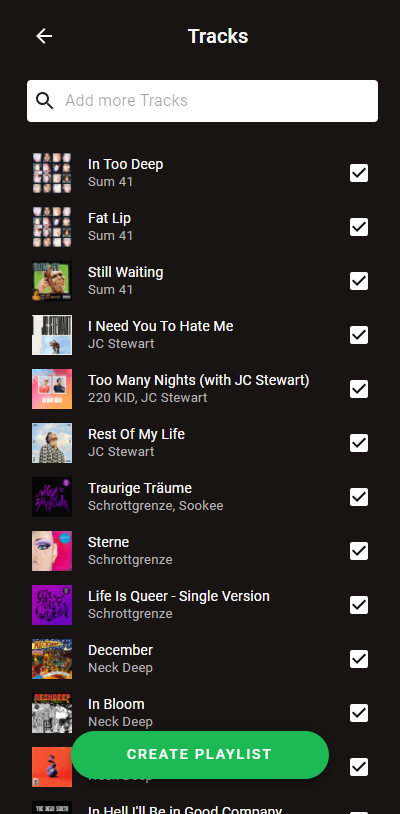 Tracks
Add more Tracks
In Too Deep
Sum 41
Fat Lip
Sum 41
Still Waiting
Sum 41
I Need You To Hate Me
JC Stewart
Too Many Nights (with JC Stewart)
220 KID, JC Stewart
Rest Of My Life
JC Stewart
Traurige Träume
Schrottgrenze, Sookee
Sterne
Schrottgrenze
Life Is Queer - Single Version
Schrottgrenze
December
Neck Deep
In Bloom
Neck Deep
CREATE PLAYLIST
In Hell I'll Be in Good Company